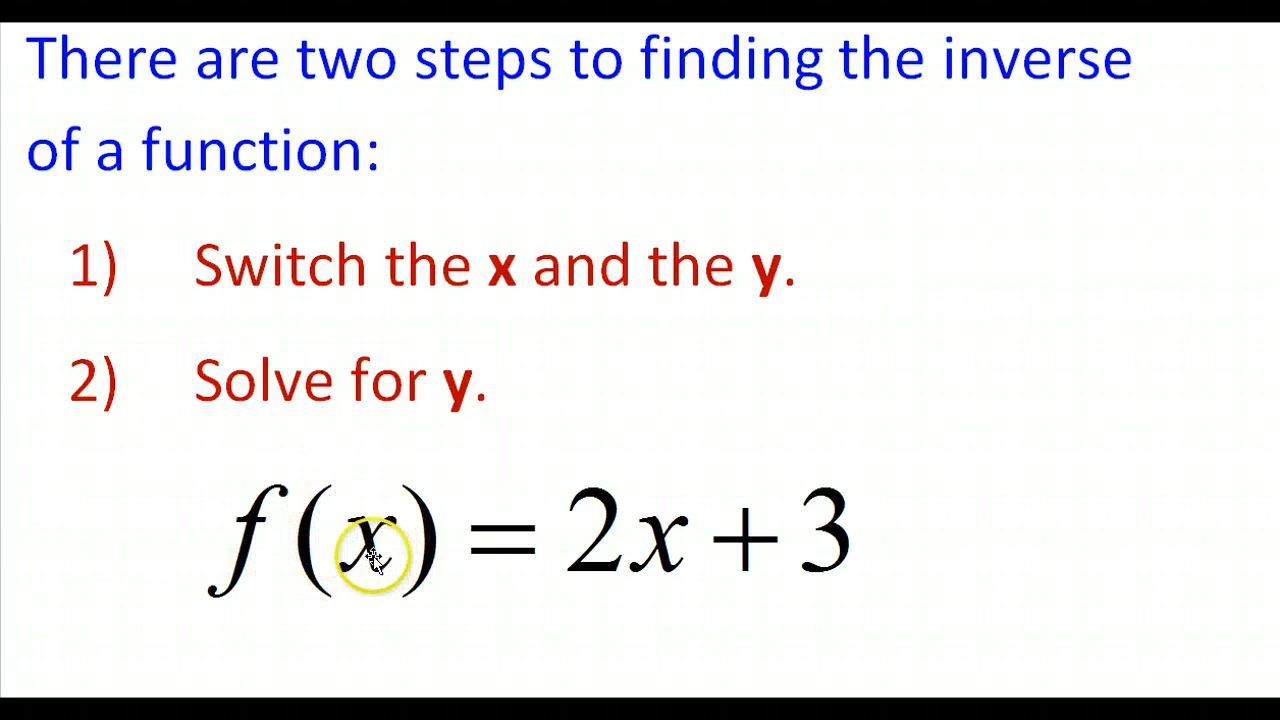 There are two steps to finding the inverse
of a function:
1) Switch the x and the y.
2) Solve for y.
f(x) = 2x + 3